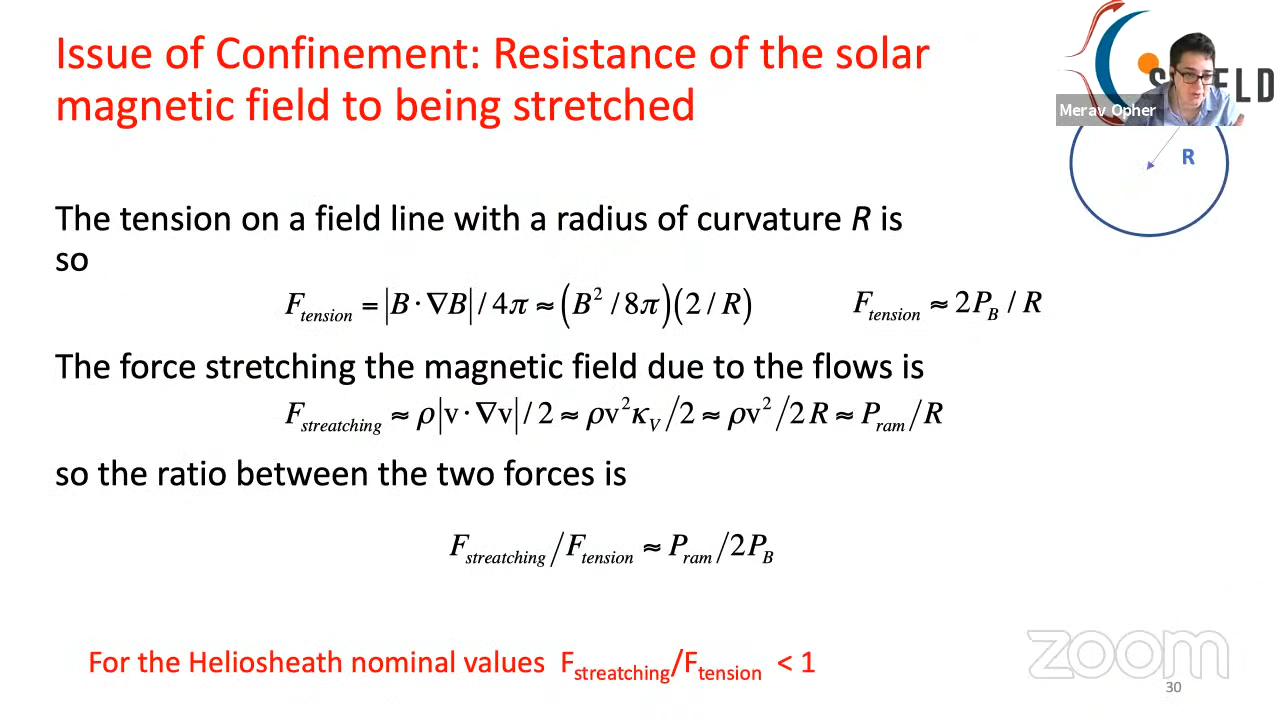 Issue of Confinement: Resistance of the solar
magnetic field to being stretched
Merav Opher
R
The tension on a field line with a radius of curvature R is
so
F_tension = |B · ∇B| / 4π ≈ (B² / 8π)(2 / R)
F_tension ≈ 2P_B / R
The force stretching the magnetic field due to the flows is
F_streatching ≈ ρ|v · ∇v| / 2 ≈ ρv²κ_V/2 ≈ ρv²/2R ≈ P_ram/R
so the ratio between the two forces is
F_streatching/F_tension ≈ P_ram/2P_B
For the Heliosheath nominal values F_streatching/F_tension < 1
zoom
30